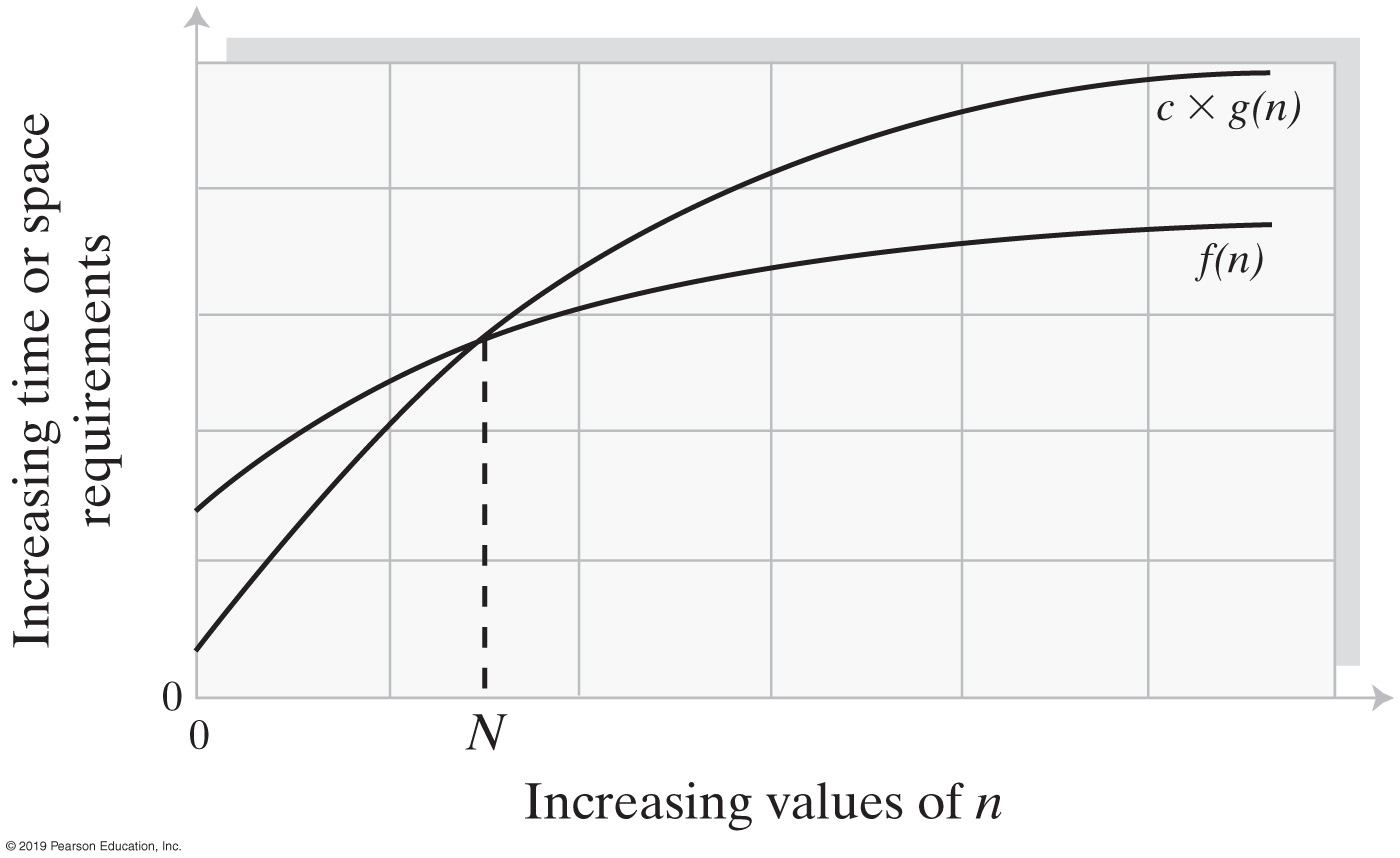 Increasing time or space
requirements
c × g(n)
f(n)
0
0
N
Increasing values of n
© 2019 Pearson Education, Inc.